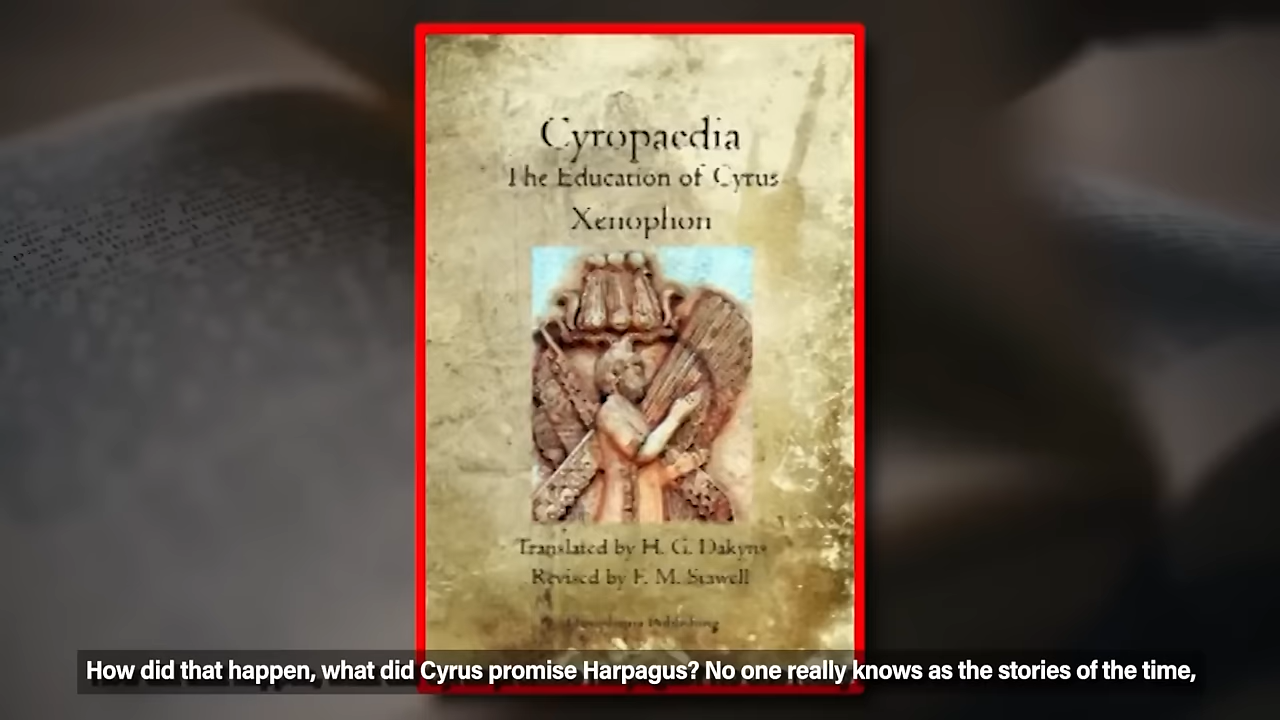 Cyropaedia
The Education of Cyrus
Xenophon
Translated by H. G. Dakyns
Revised by F. M. Stawell
Publishing
How did that happen, what did Cyrus promise Harpagus? No one really knows as the stories of the time,